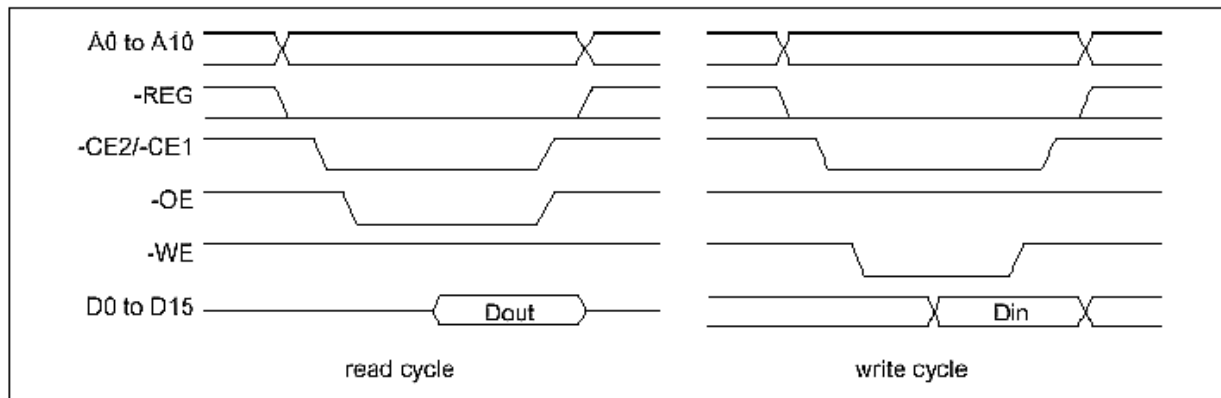 A0 to A10
-REG
-CE2/-CE1
-OE
-WE
D0 to D15
Dout
Din
read cycle
write cycle